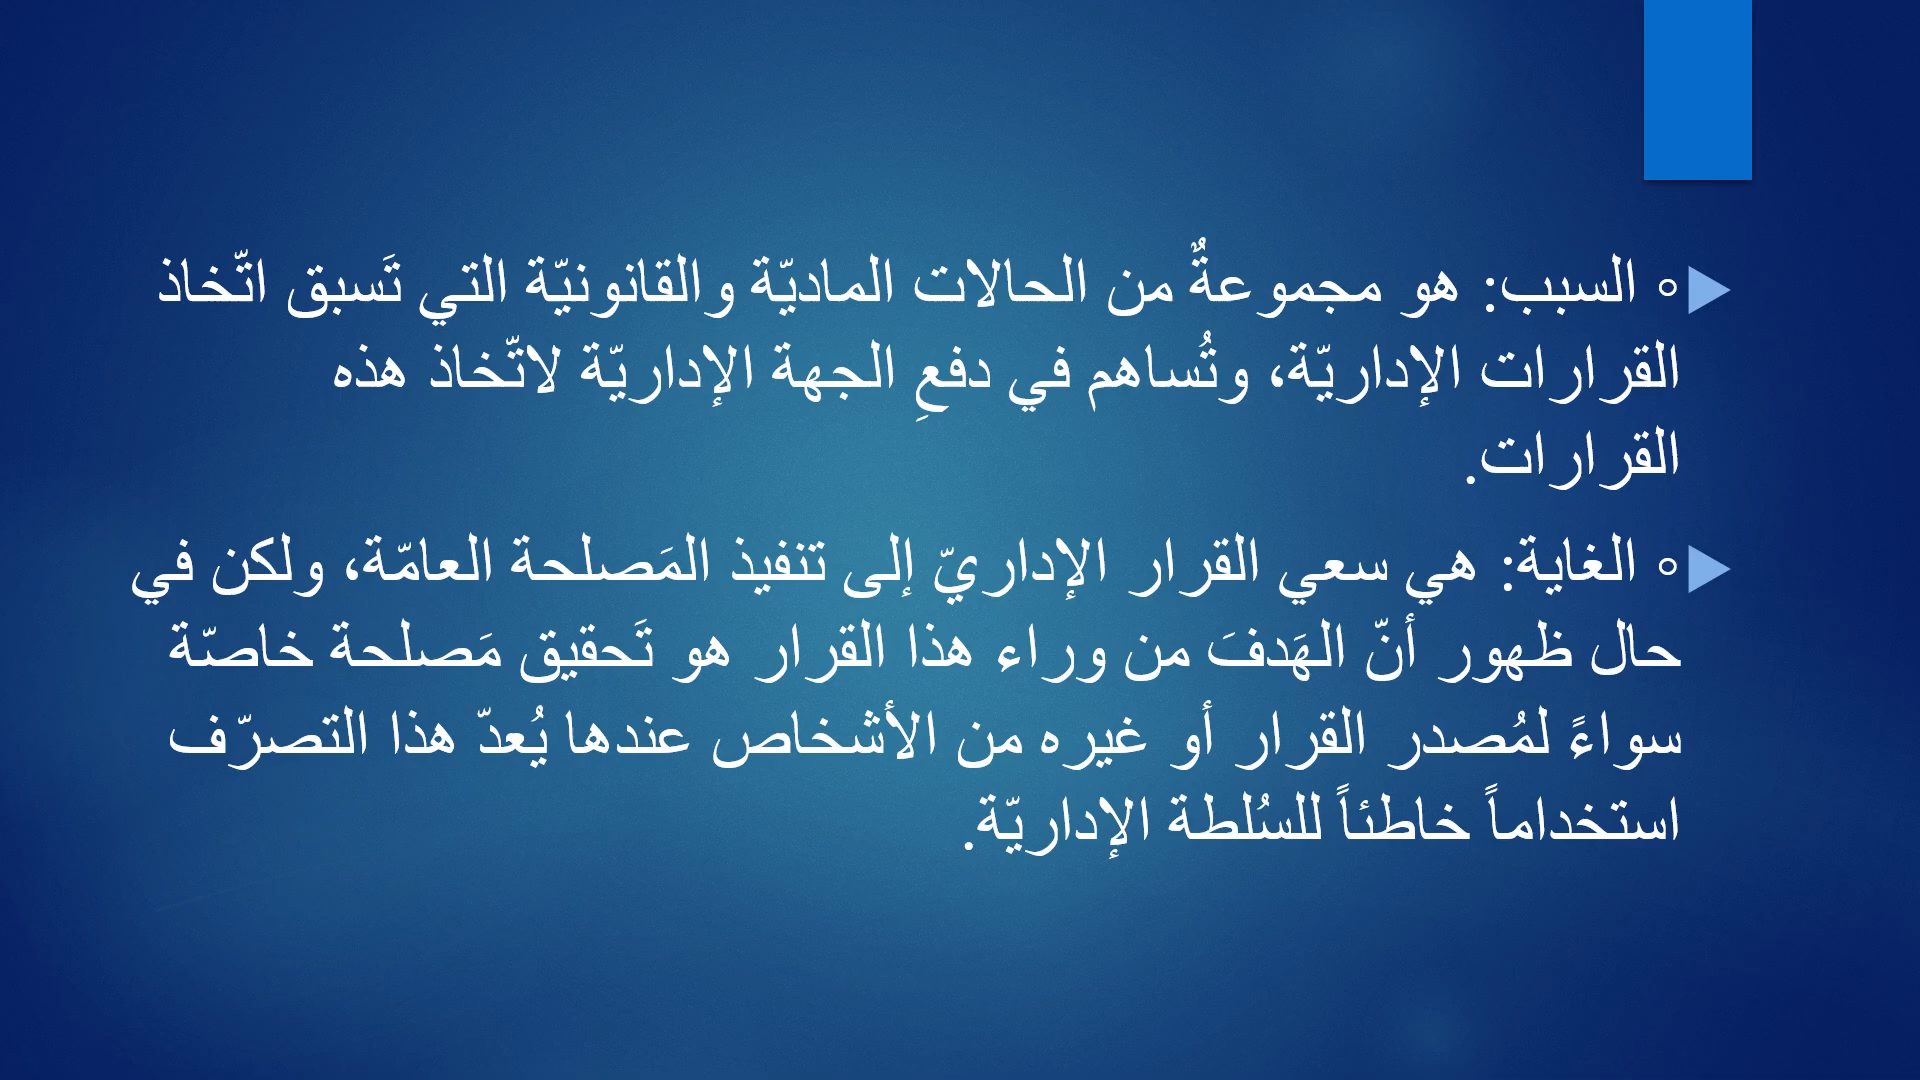 ◦ السبب: هو مجموعةٌ من الحالات الماديّة والقانونيّة التي تَسبق اتّخاذ
القرارات الإداريّة، وتُساهم في دفعِ الجهة الإداريّة لاتّخاذ هذه
القرارات.
◦ الغاية: هي سعي القرار الإداريّ إلى تنفيذ المَصلحة العامّة، ولكن في
حال ظهور أنّ الهَدفَ من وراء هذا القرار هو تَحقيق مَصلحة خاصّة
سواءً لمُصدر القرار أو غيره من الأشخاص عندها يُعدّ هذا التصرّف
استخداماً خاطئاً للسُلطة الإداريّة.